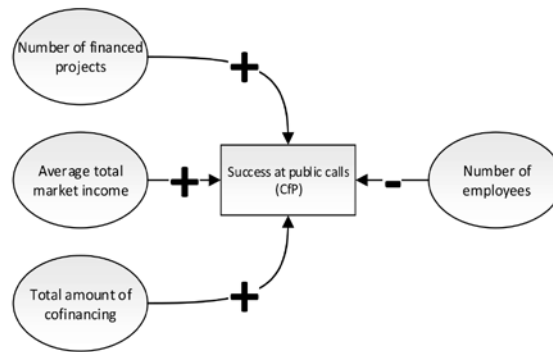 Number of financed
projects
+
Average total
market income
+
Success at public calls
(CfP)
-
Number of
employees
Total amount of
cofinancing
+